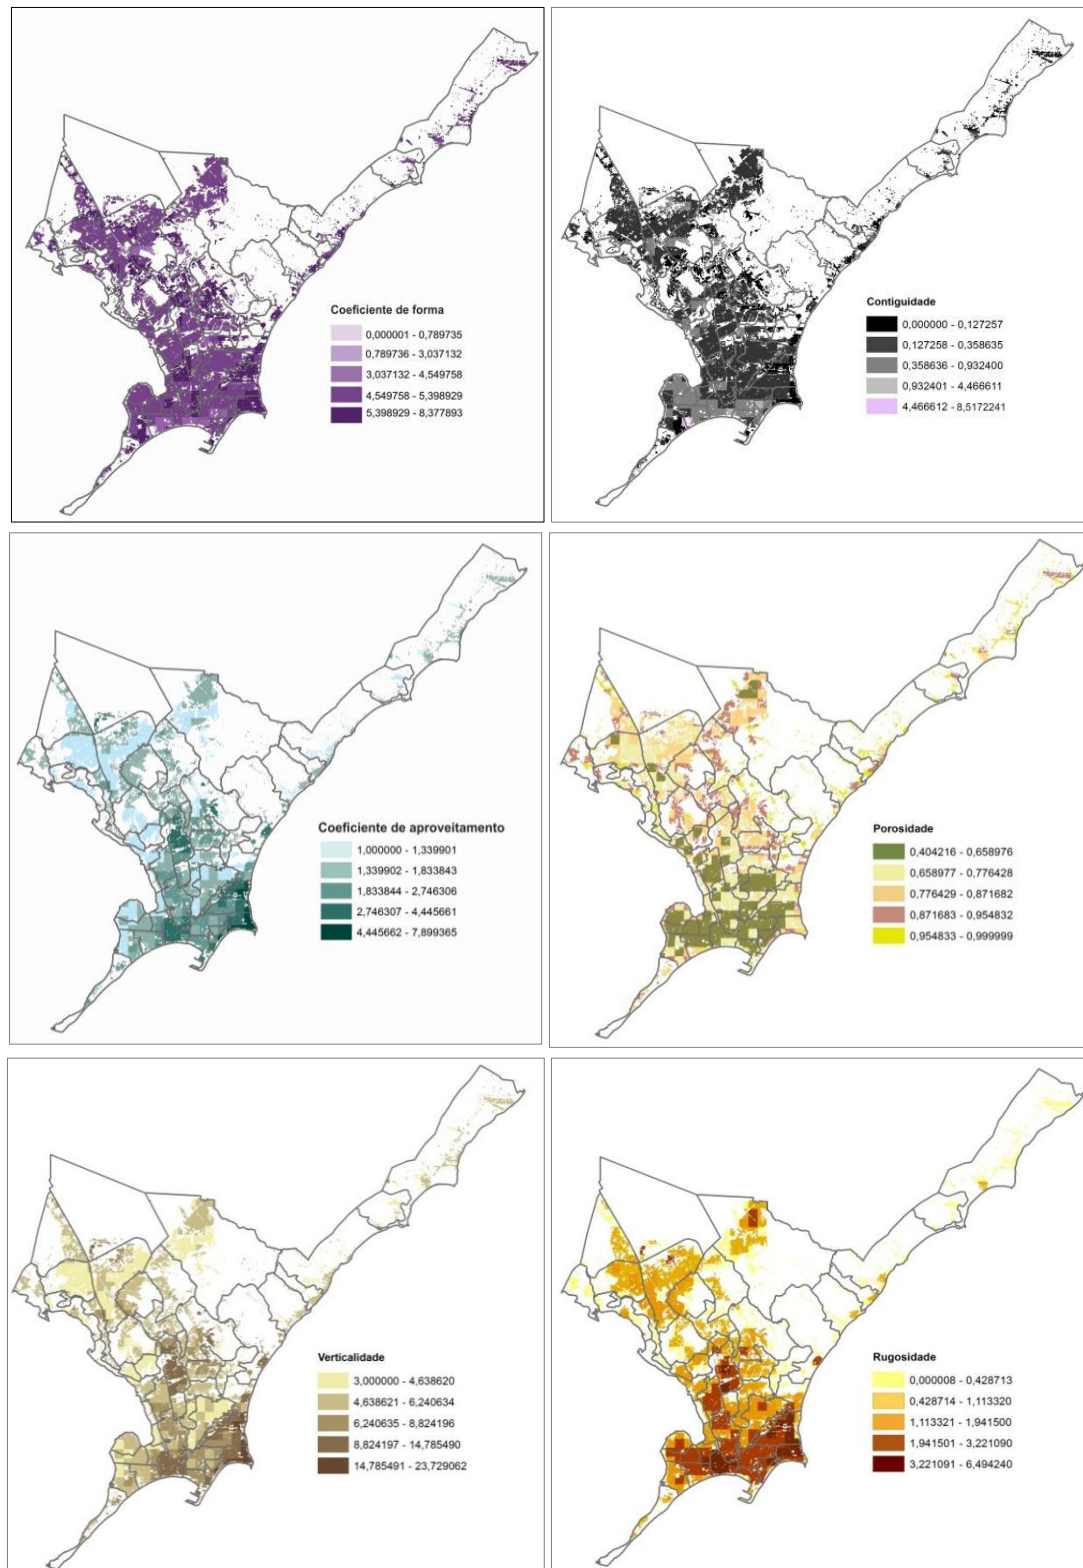 Coeficiente de forma
0,000001 - 0,789735
0,789736 - 3,037132
3,037132 - 4,549758
4,549758 - 5,398929
5,398929 - 8,377893
Contiguidade
0,000000 - 0,127257
0,127258 - 0,358635
0,358636 - 0,932400
0,932401 - 4,466611
4,466612 - 8,5172241
Coeficiente de aproveitamento
1,000000 - 1,339901
1,339902 - 1,833843
1,833844 - 2,746306
2,746307 - 4,445661
4,445662 - 7,899365
Porosidade
0,404216 - 0,658976
0,658977 - 0,776428
0,776429 - 0,871682
0,871683 - 0,954832
0,954833 - 0,999999
Verticalidade
3,000000 - 4,638620
4,638621 - 6,240634
6,240635 - 8,824196
8,824197 - 14,785490
14,785491 - 23,729062
Rugosidade
0,000008 - 0,428713
0,428714 - 1,113320
1,113321 - 1,941500
1,941501 - 3,221090
3,221091 - 6,494240